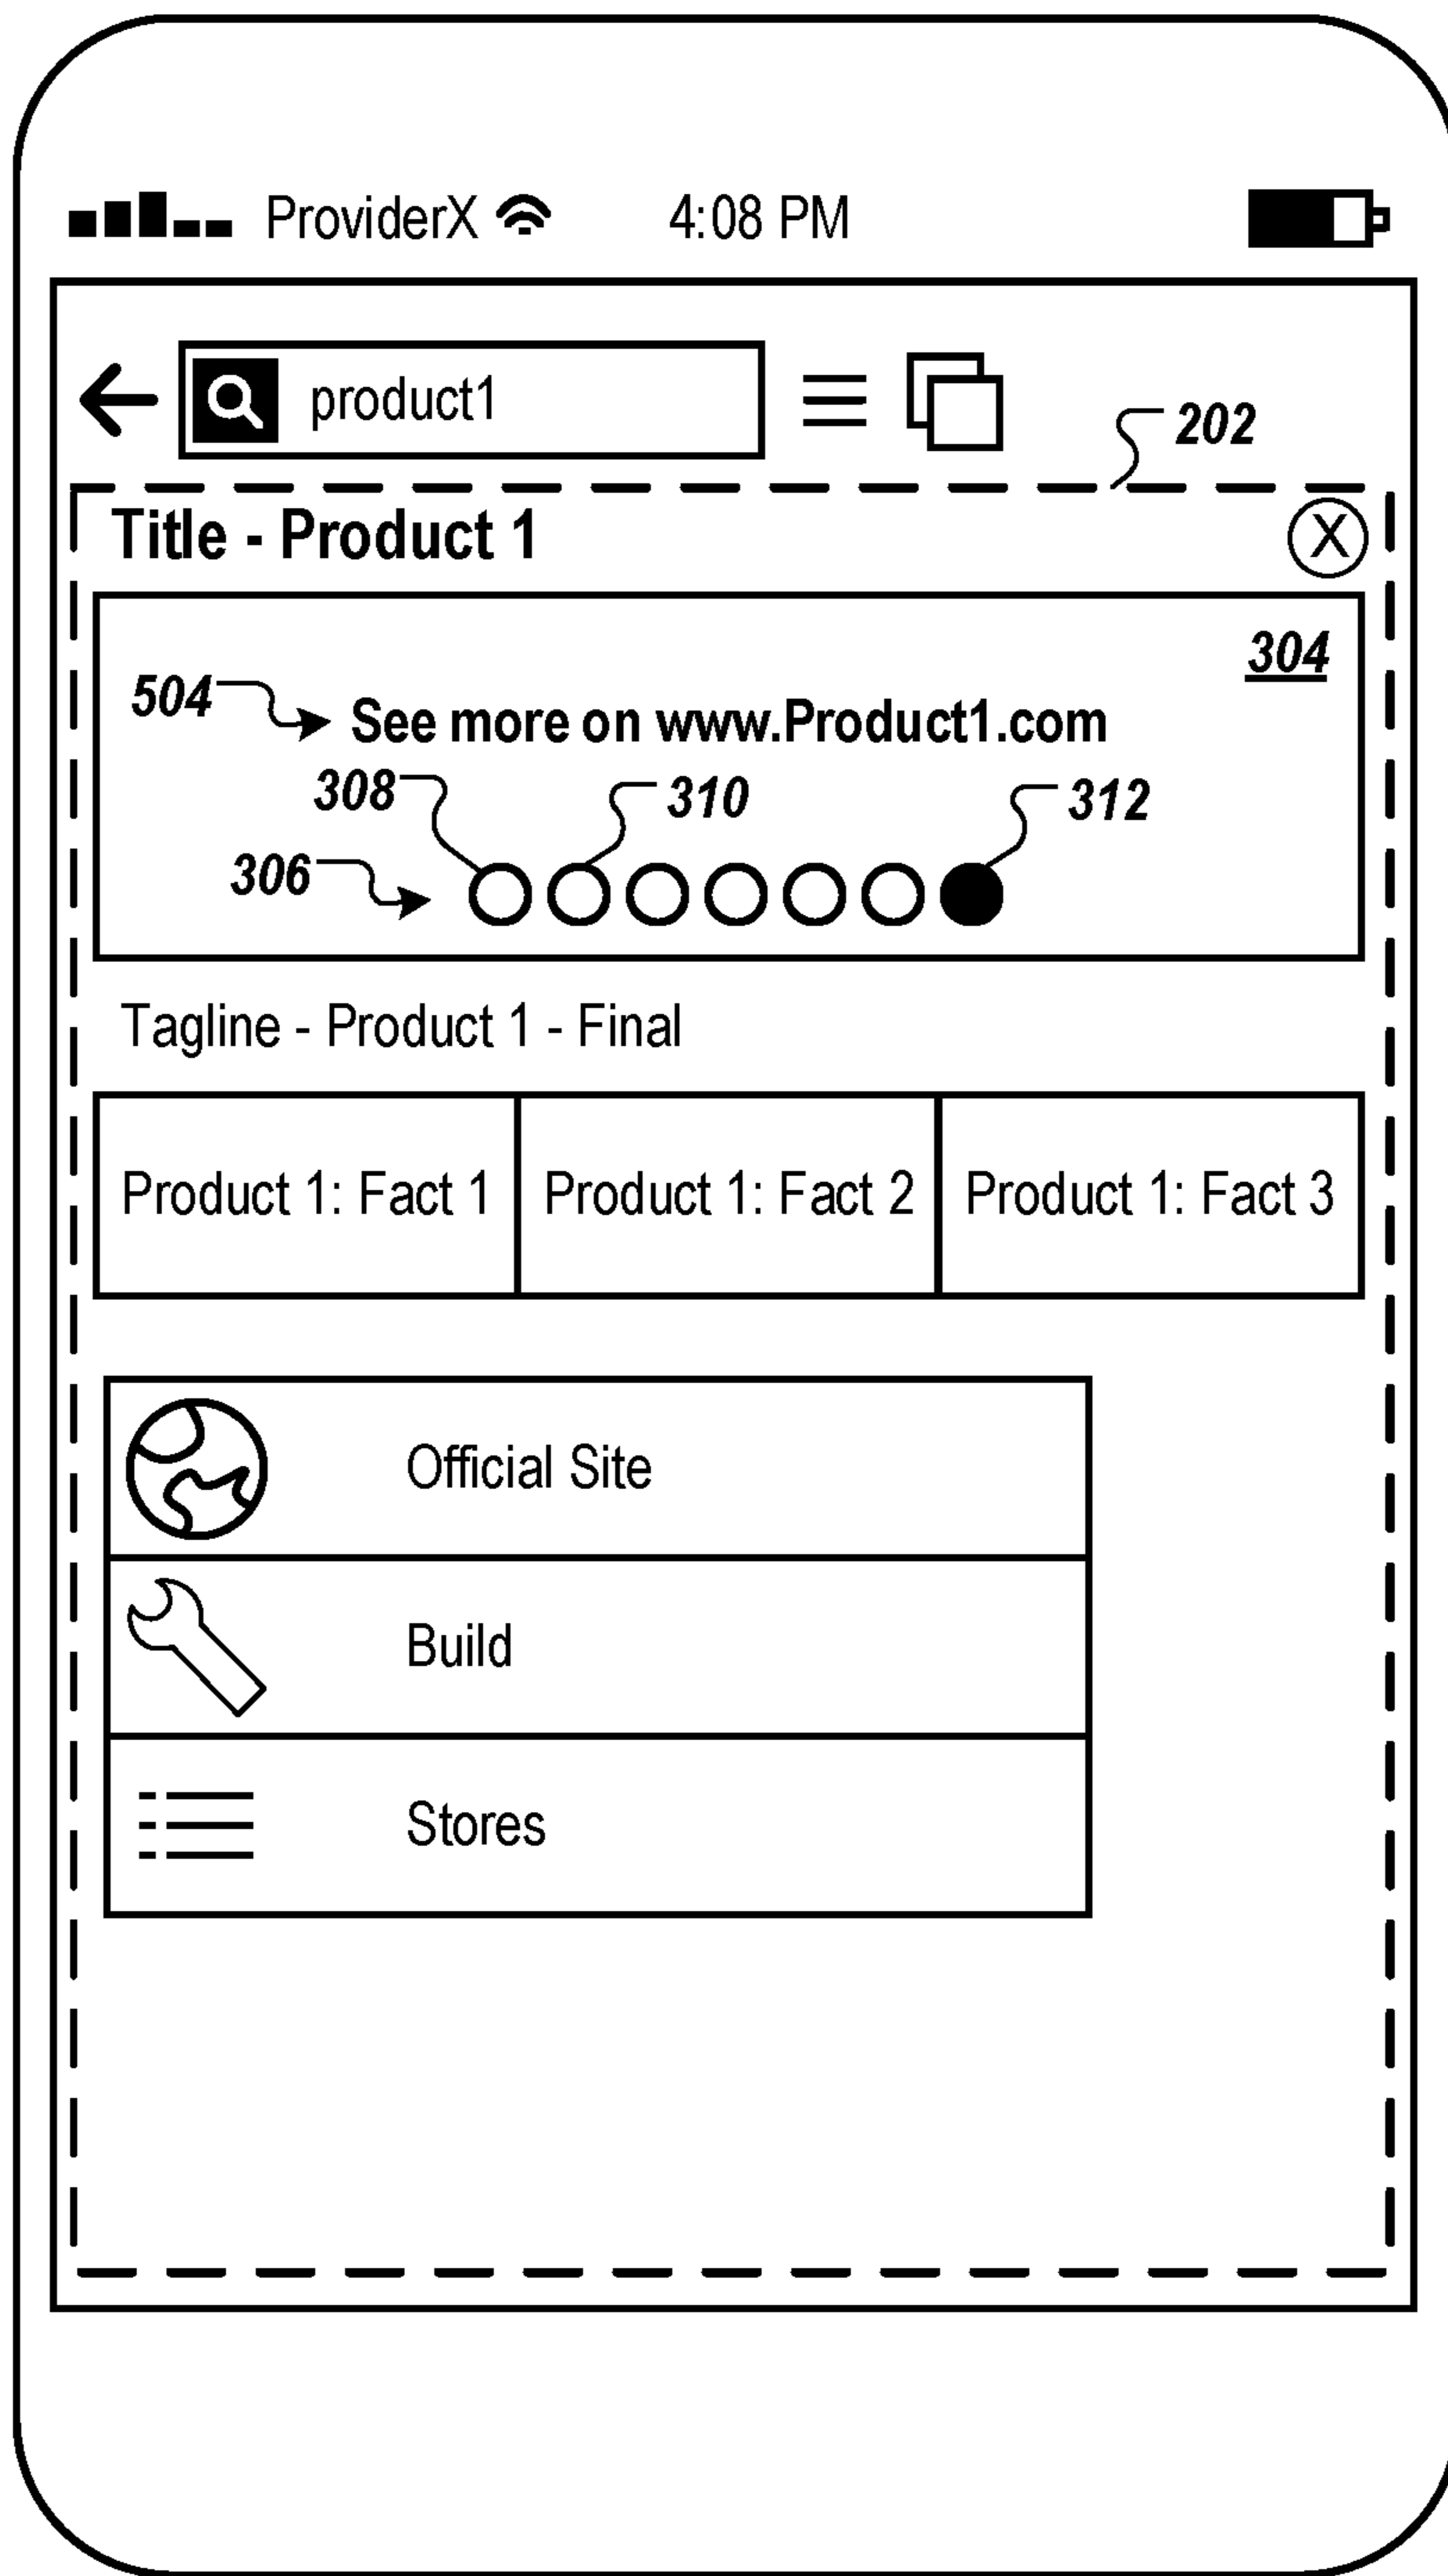 ProviderX 4:08 PM
product1
202
Title - Product 1 X
304
504 See more on www.Product1.com
308 310 312
306
Tagline - Product 1 - Final
Product 1: Fact 1 Product 1: Fact 2 Product 1: Fact 3
Official Site
Build
Stores